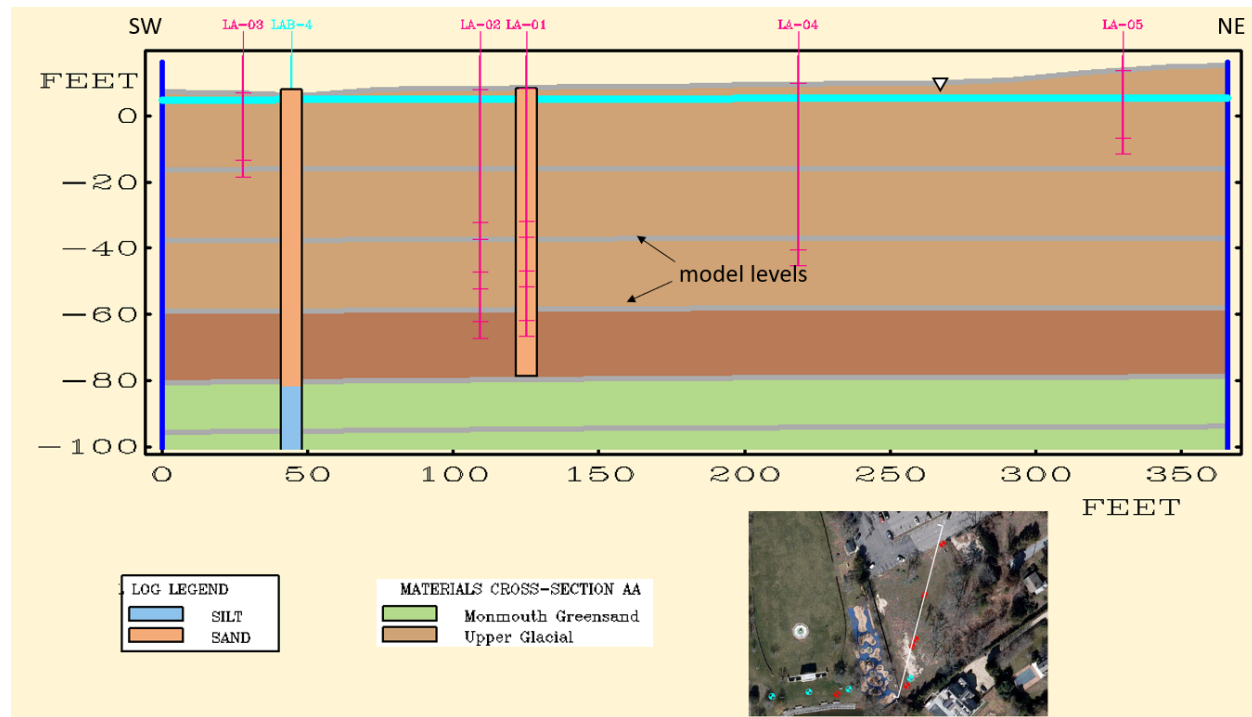 SW
LA-03
LAB-4
LA-02
LA-01
LA-04
LA-05
NE
FEET
0
-20
-40
-60
-80
-100
model levels
0
50
100
150
200
250
300
350
FEET
LOG LEGEND
SILT
SAND
MATERIALS CROSS-SECTION AA
Monmouth Greensand
Upper Glacial